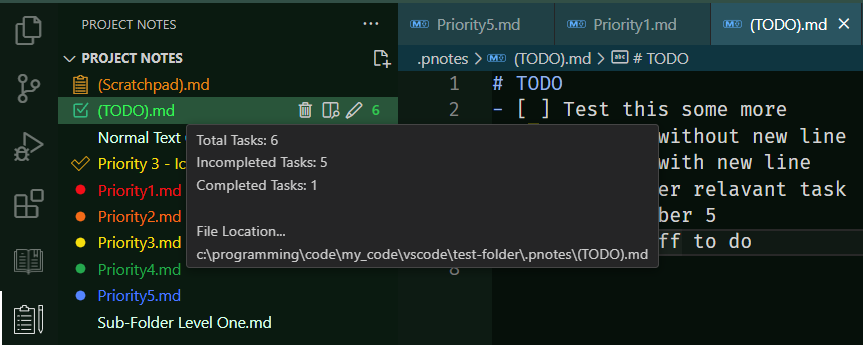 PROJECT NOTES ...
PROJECT NOTES
(Scratchpad).md
(TODO).md 6
Normal Text
Priority 3 - Ic
Priority1.md
Priority2.md
Priority3.md
Priority4.md
Priority5.md
Sub-Folder Level One.md
Total Tasks: 6
Incompleted Tasks: 5
Completed Tasks: 1
File Location...
c:\programming\code\my_code\vscode\test-folder\.pnotes\(TODO).md
Priority5.md Priority1.md (TODO).md
.pnotes > (TODO).md > abc # TODO
1 # TODO
2 - [ ] Test this some more
without new line
with new line
er relavant task
ber 5
ff to do
8